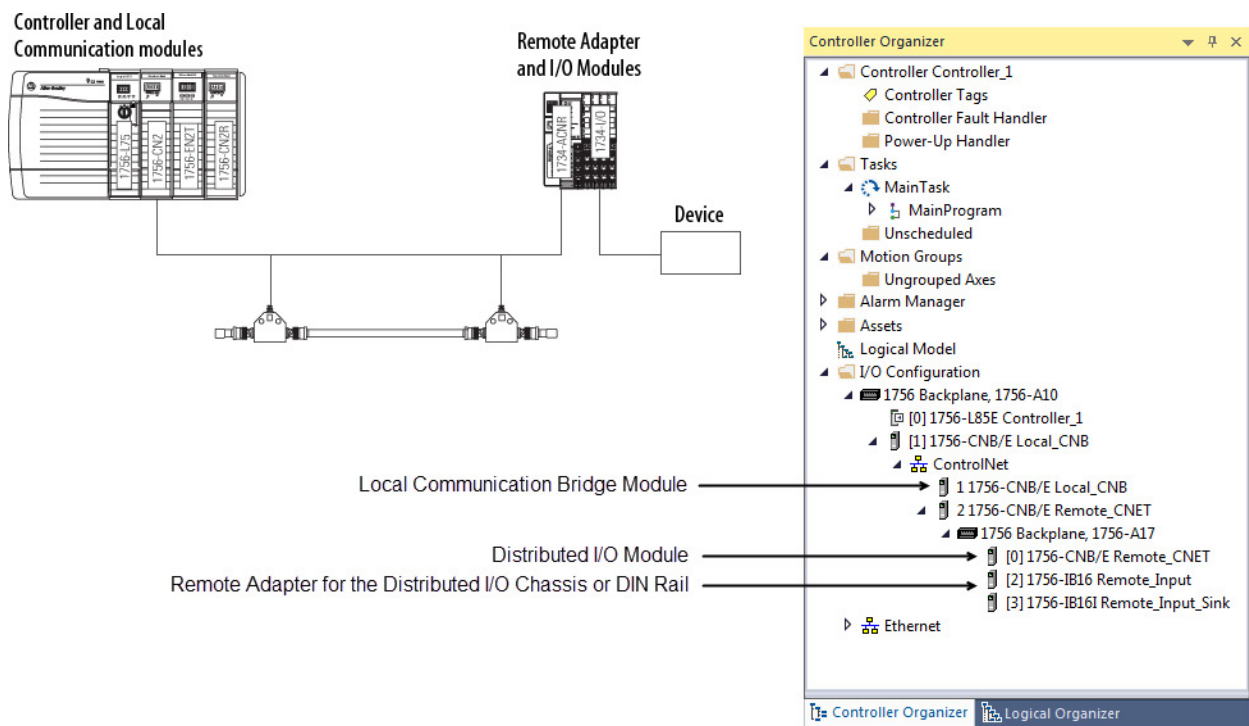 Controller and Local
Communication modules
Allen-Bradley
1756-L75
1756-CN2
1756-EN2T
1756-CN2R
Remote Adapter
and I/O Modules
1734-ACNR
1734-I/O
Device
Local Communication Bridge Module
Distributed I/O Module
Remote Adapter for the Distributed I/O Chassis or DIN Rail
Controller Organizer
Controller Controller_1
Controller Tags
Controller Fault Handler
Power-Up Handler
Tasks
MainTask
MainProgram
Unscheduled
Motion Groups
Ungrouped Axes
Alarm Manager
Assets
Logical Model
I/O Configuration
1756 Backplane, 1756-A10
[0] 1756-L85E Controller_1
[1] 1756-CNB/E Local_CNB
ControlNet
1 1756-CNB/E Local_CNB
2 1756-CNB/E Remote_CNET
1756 Backplane, 1756-A17
[0] 1756-CNB/E Remote_CNET
[2] 1756-IB16 Remote_Input
[3] 1756-IB16I Remote_Input_Sink
Ethernet
Controller Organizer
Logical Organizer